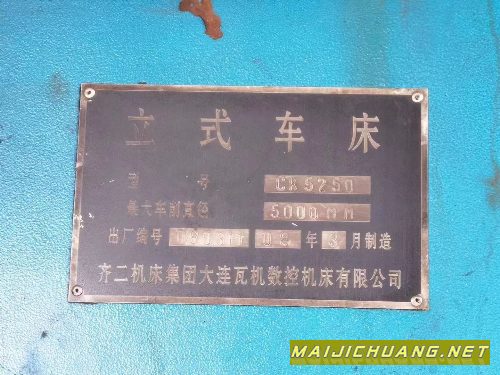 立式车床
型号 CK5250
最大车削直径 5000MM
出厂编号 08 年 3 月制造
齐二机床集团大连瓦机数控机床有限公司
MAIJICHUANG.NET